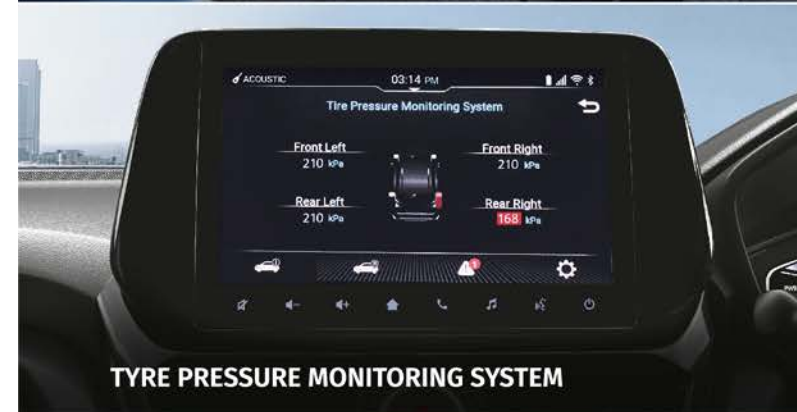 ACOUSTIC 03:14 PM
Tire Pressure Monitoring System
Front Left Front Right
210 kPa 210 kPa
Rear Left Rear Right
210 kPa 168 kPa
TYRE PRESSURE MONITORING SYSTEM